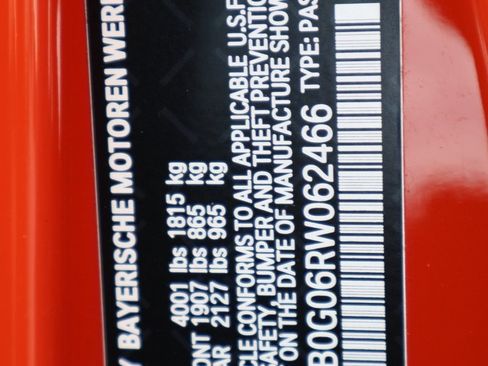 Y BAYERISCHE MOTOREN WERK
4001 lbs 1815 kg
ONT 1907 lbs 865 kg
AR 2127 lbs 965 kg
CLE CONFORMS TO ALL APPLICABLE U.S. F
SAFETY, BUMPER AND THEFT PREVENTION
ON THE DATE OF MANUFACTURE SHOW
B0G06RW062466 TYPE: PAS